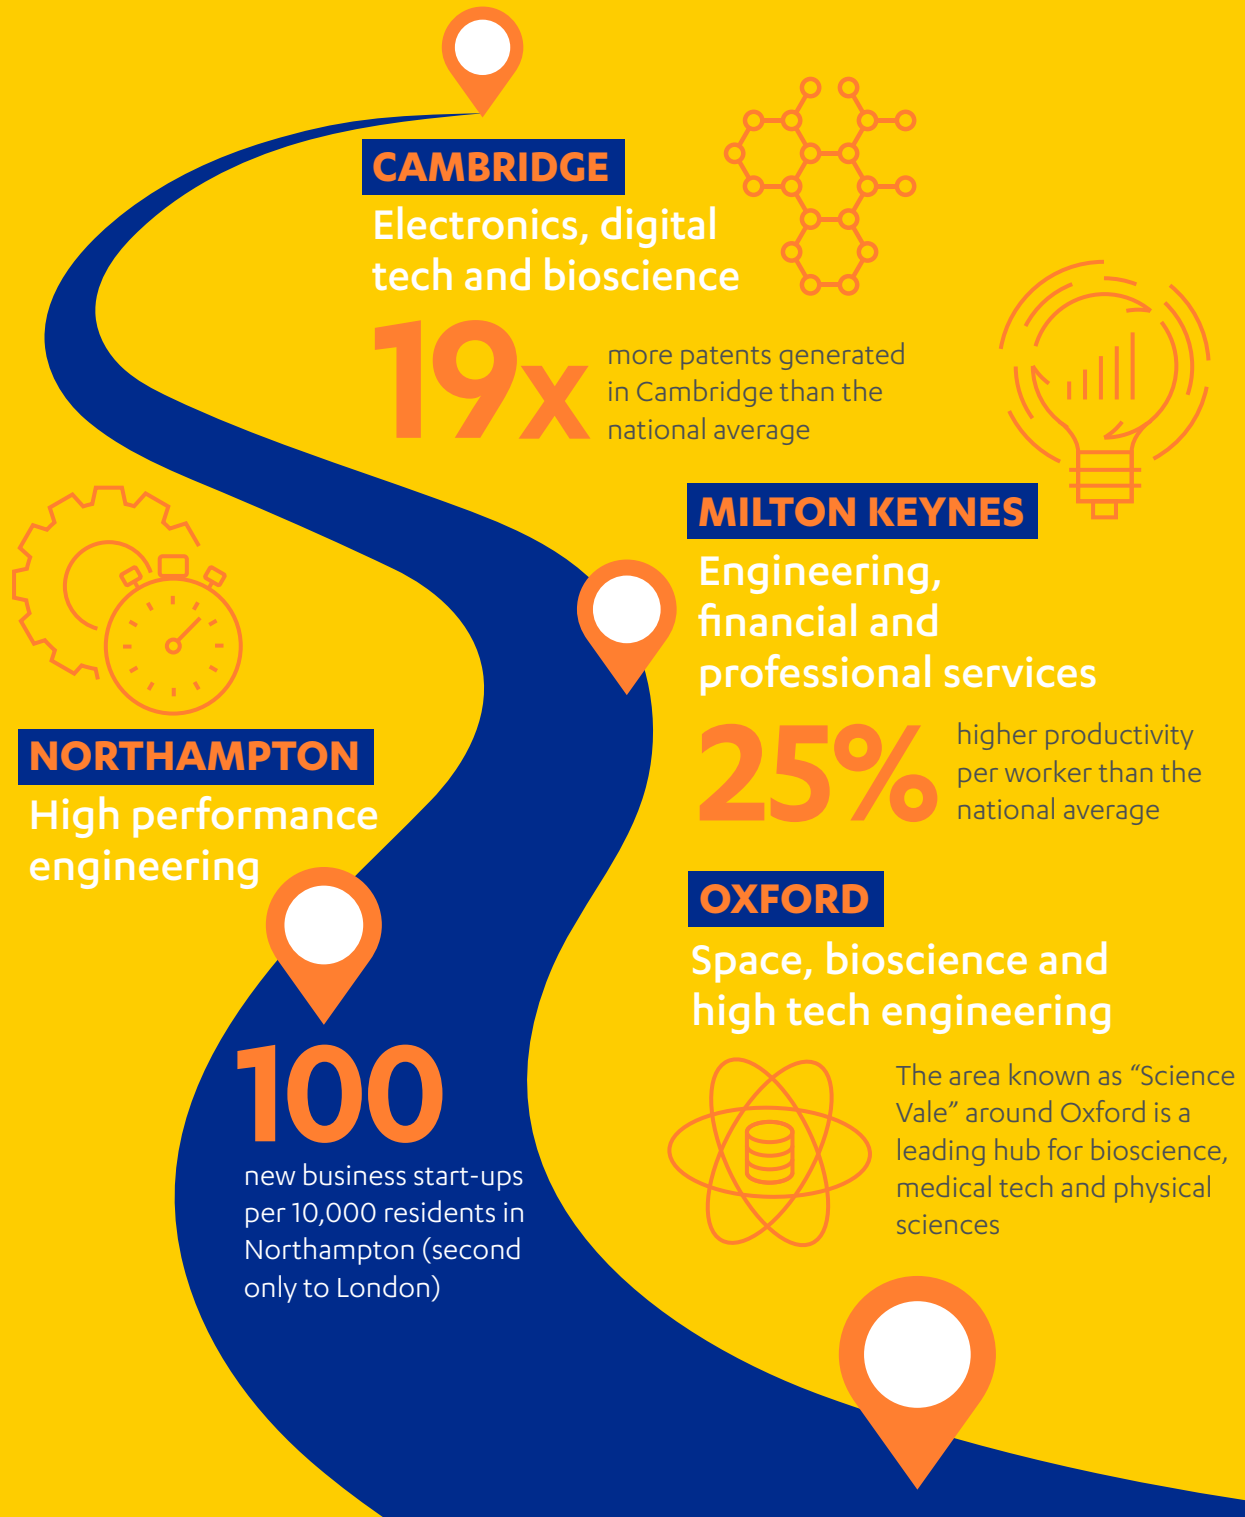 CAMBRIDGE
Electronics, digital
tech and bioscience
19x
more patents generated
in Cambridge than the
national average
MILTON KEYNES
Engineering,
financial and
professional services
25%
higher productivity
per worker than the
national average
NORTHAMPTON
High performance
engineering
100
new business start-ups
per 10,000 residents in
Northampton (second
only to London)
OXFORD
Space, bioscience and
high tech engineering
The area known as “Science
Vale” around Oxford is a
leading hub for bioscience,
medical tech and physical
sciences